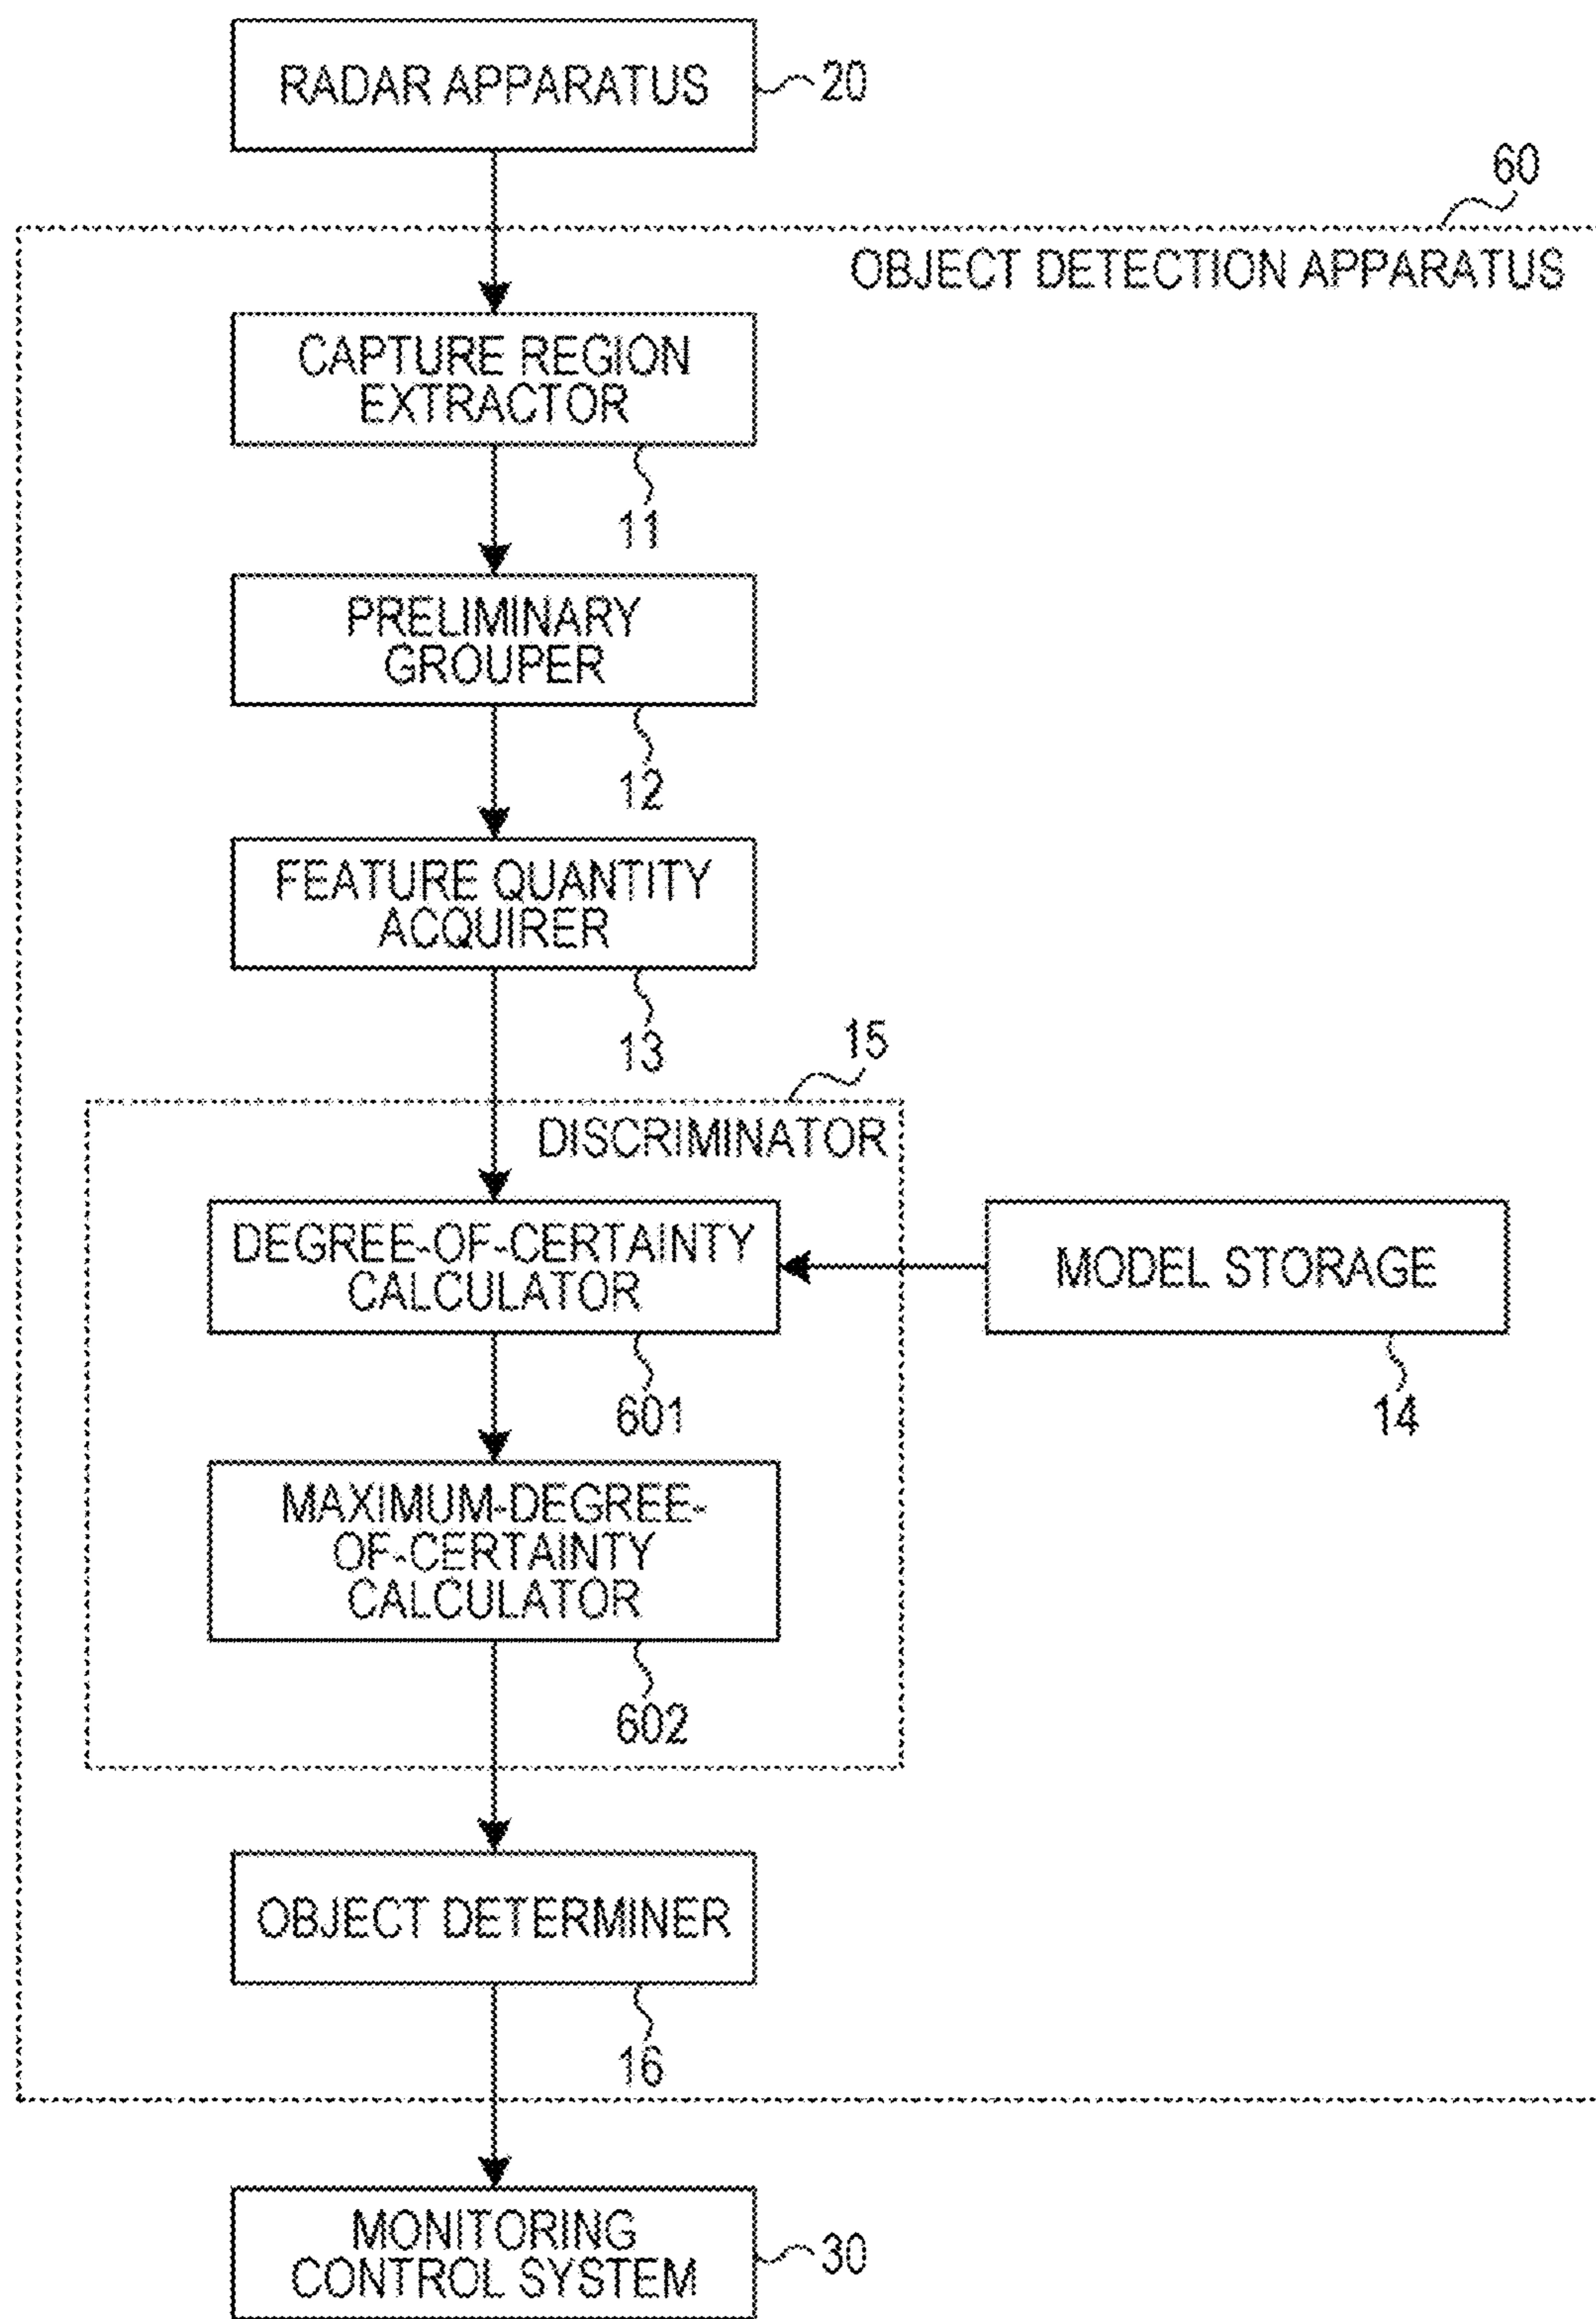 RADAR APPARATUS
20
60
OBJECT DETECTION APPARATUS
CAPTURE REGION
EXTRACTOR
11
PRELIMINARY
GROUPER
12
FEATURE QUANTITY
ACQUIRER
13
15
DISCRIMINATOR
DEGREE-OF-CERTAINTY
CALCULATOR
601
MODEL STORAGE
14
MAXIMUM-DEGREE-
OF-CERTAINTY
CALCULATOR
602
OBJECT DETERMINER
16
MONITORING
CONTROL SYSTEM
30